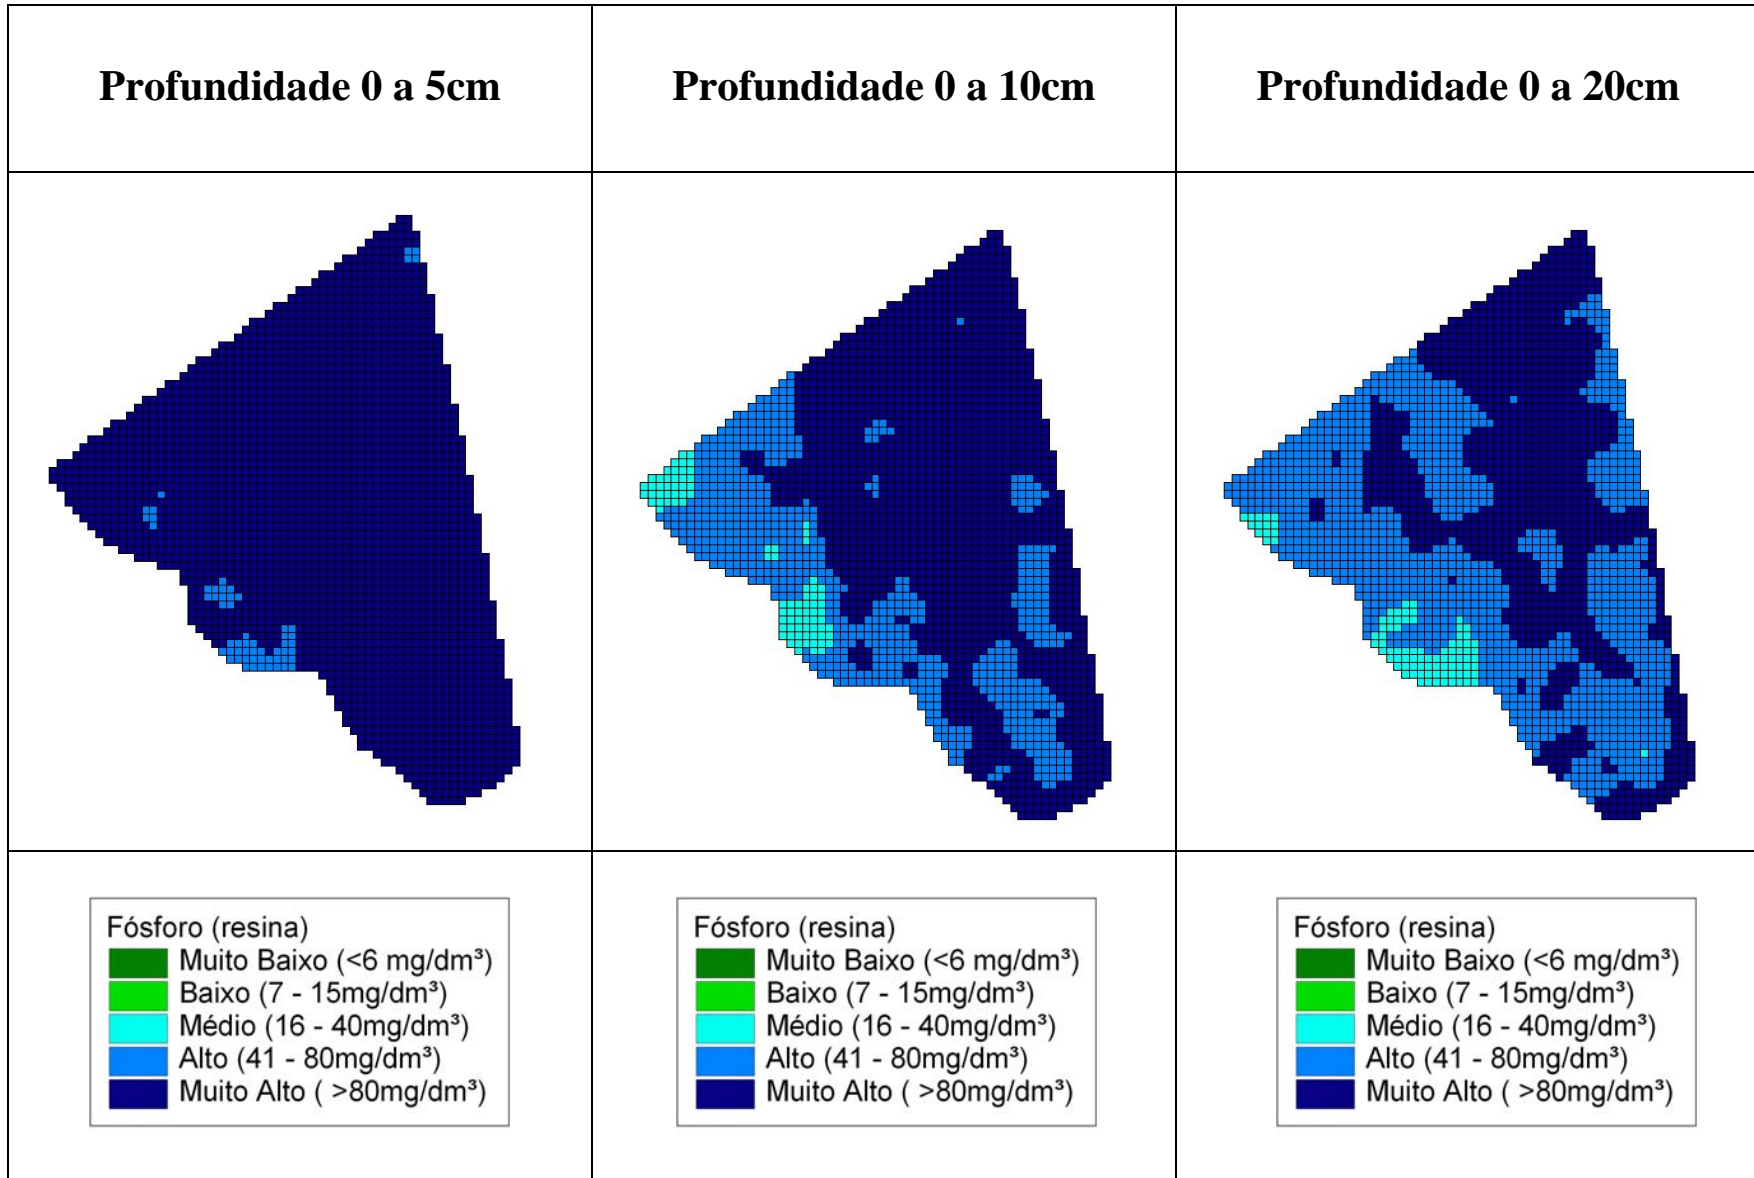 Profundidade 0 a 5cm
Profundidade 0 a 10cm
Profundidade 0 a 20cm
Fósforo (resina)
Muito Baixo (<6 mg/dm³)
Baixo (7 - 15mg/dm³)
Médio (16 - 40mg/dm³)
Alto (41 - 80mg/dm³)
Muito Alto ( >80mg/dm³)
Fósforo (resina)
Muito Baixo (<6 mg/dm³)
Baixo (7 - 15mg/dm³)
Médio (16 - 40mg/dm³)
Alto (41 - 80mg/dm³)
Muito Alto ( >80mg/dm³)
Fósforo (resina)
Muito Baixo (<6 mg/dm³)
Baixo (7 - 15mg/dm³)
Médio (16 - 40mg/dm³)
Alto (41 - 80mg/dm³)
Muito Alto ( >80mg/dm³)